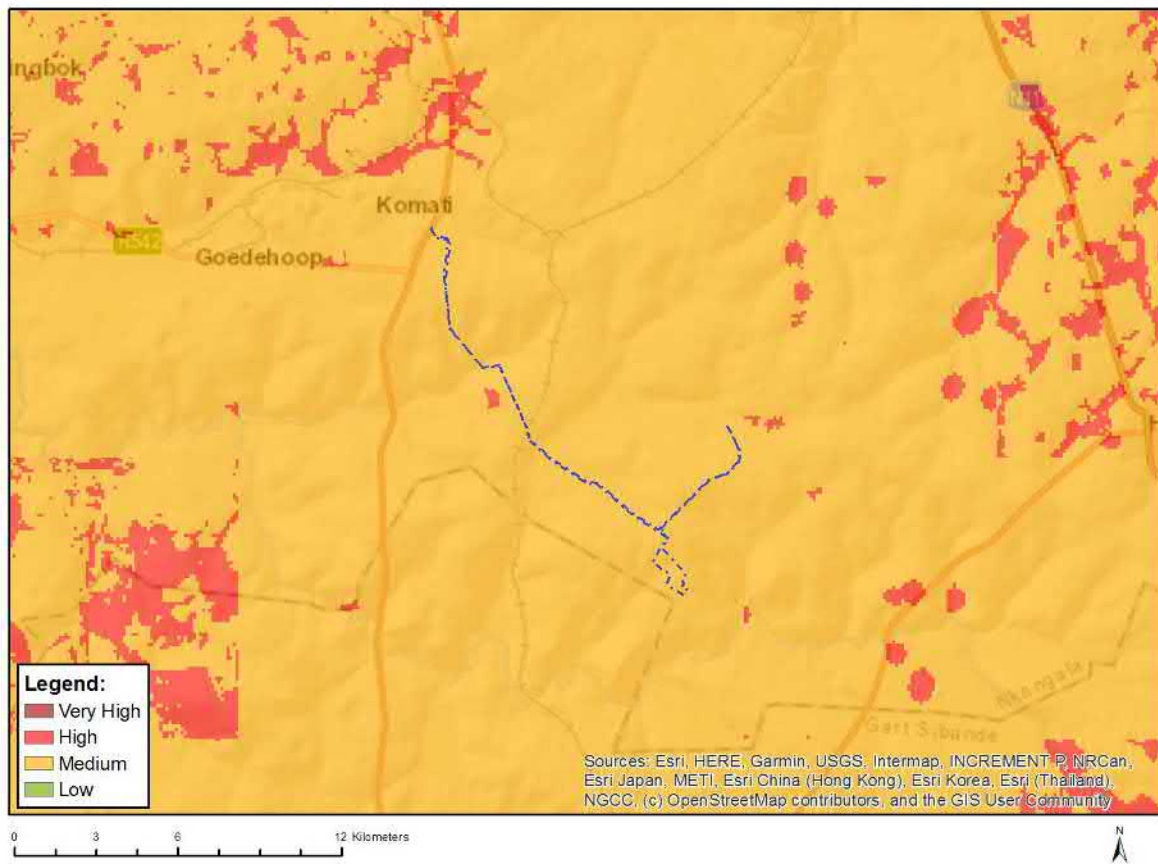 ingbok
Komati
R542
Goedehoop
N11
H
Nkangala
Gert Sibande
Legend:
Very High
High
Medium
Low
Sources: Esri, HERE, Garmin, USGS, Intermap, INCREMENT P, NRCan,
Esri Japan, METI, Esri China (Hong Kong), Esri Korea, Esri (Thailand),
NGCC, (c) OpenStreetMap contributors, and the GIS User Community
0 3 6 12 Kilometers
N